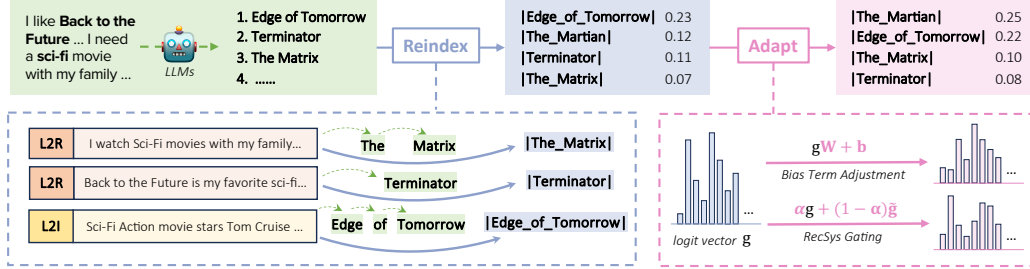 I like Back to the
Future ... I need
a sci-fi movie
with my family ...
LLMs
1. Edge of Tomorrow
2. Terminator
3. The Matrix
4. ......
Reindex
|Edge_of_Tomorrow| 0.23
|The_Martian| 0.12
|Terminator| 0.11
|The_Matrix| 0.07
Adapt
|The_Martian| 0.25
|Edge_of_Tomorrow| 0.22
|The_Matrix| 0.10
|Terminator| 0.08
L2R I watch Sci-Fi movies with my family... The Matrix |The_Matrix|
L2R Back to the Future is my favorite sci-fi... Terminator |Terminator|
L2I Sci-Fi Action movie stars Tom Cruise ... Edge of Tomorrow |Edge_of_Tomorrow|
...
logit vector g
gW + b
Bias Term Adjustment
αg + (1 − α)g̃
RecSys Gating
...
...